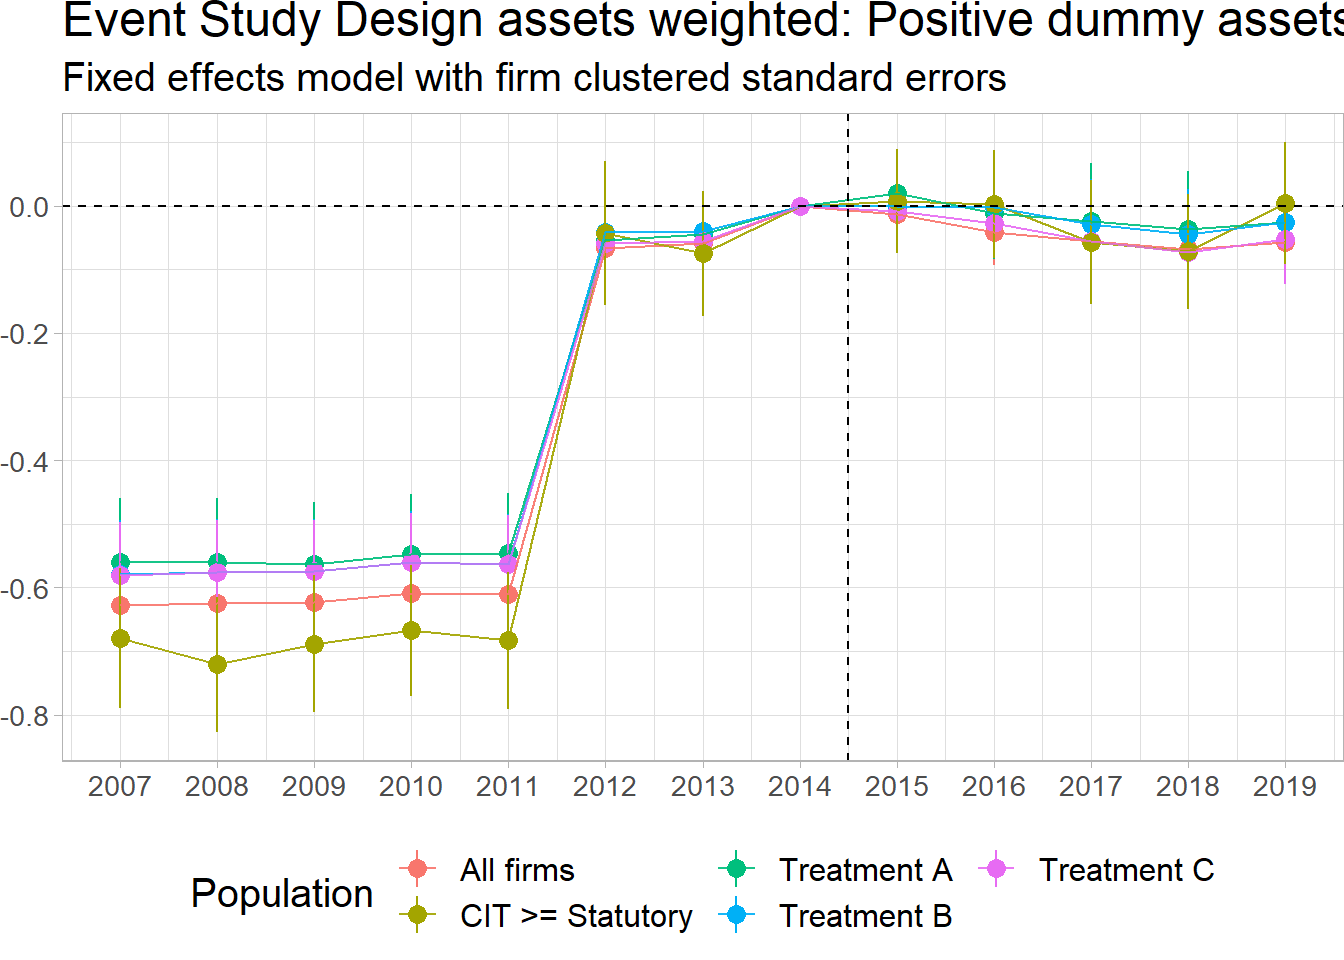 Event Study Design assets weighted: Positive dummy assets
Fixed effects model with firm clustered standard errors
0.0
-0.2
-0.4
-0.6
-0.8
2007 2008 2009 2010 2011 2012 2013 2014 2015 2016 2017 2018 2019
Population
All firms
CIT >= Statutory
Treatment A
Treatment B
Treatment C